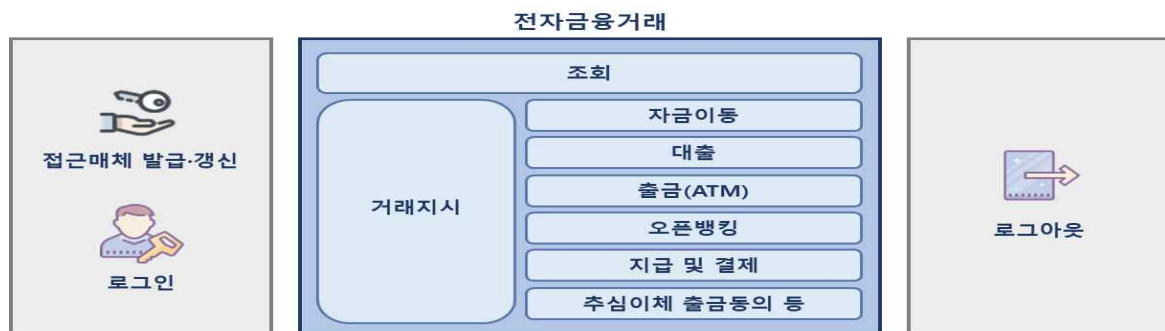 전자금융거래
접근매체 발급·갱신
로그인
조회
거래지시
자금이동
대출
출금(ATM)
오픈뱅킹
지급 및 결제
추심이체 출금동의 등
로그아웃